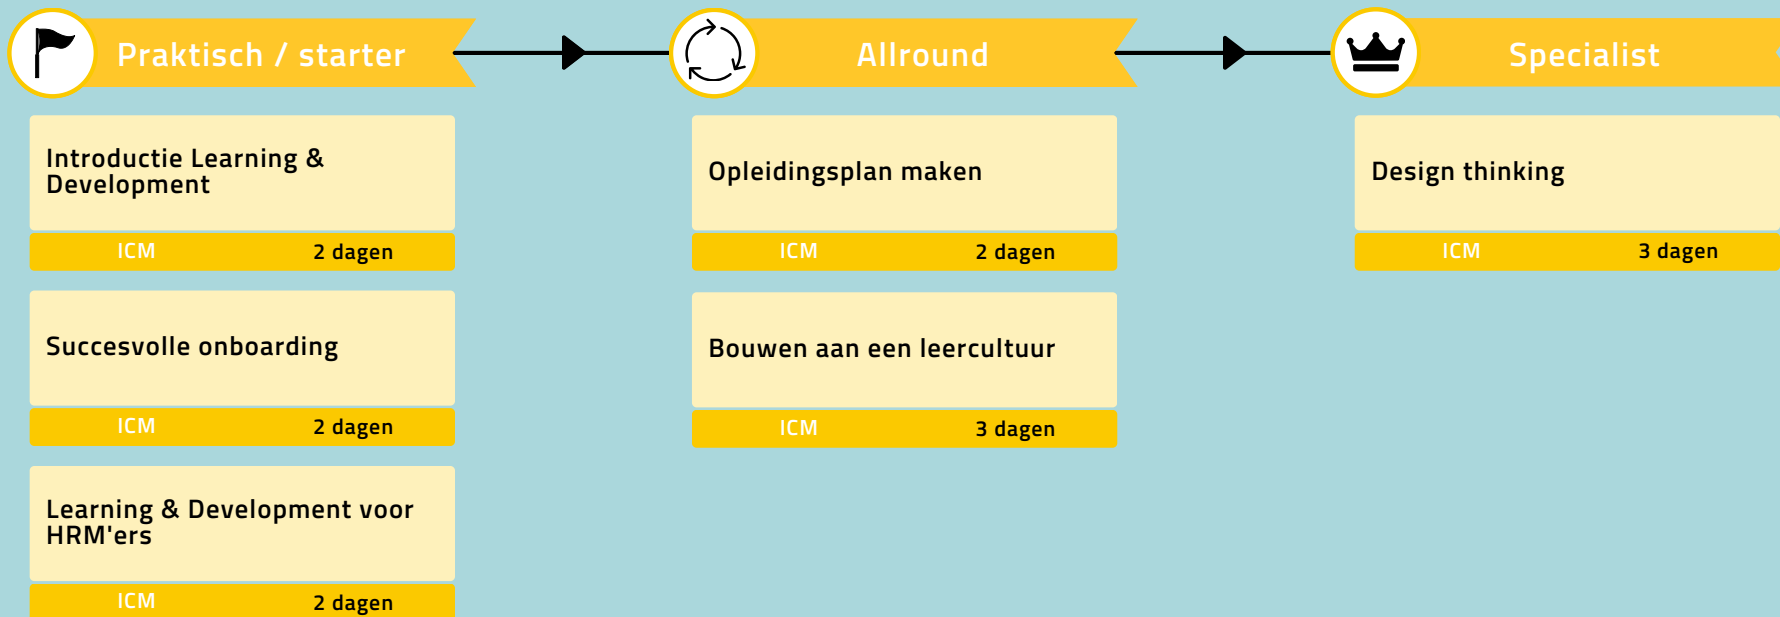 Praktisch / starter
Allround
Specialist
Introductie Learning &
Development
ICM 2 dagen
Succesvolle onboarding
ICM 2 dagen
Learning & Development voor
HRM'ers
ICM 2 dagen
Opleidingsplan maken
ICM 2 dagen
Bouwen aan een leercultuur
ICM 3 dagen
Design thinking
ICM 3 dagen